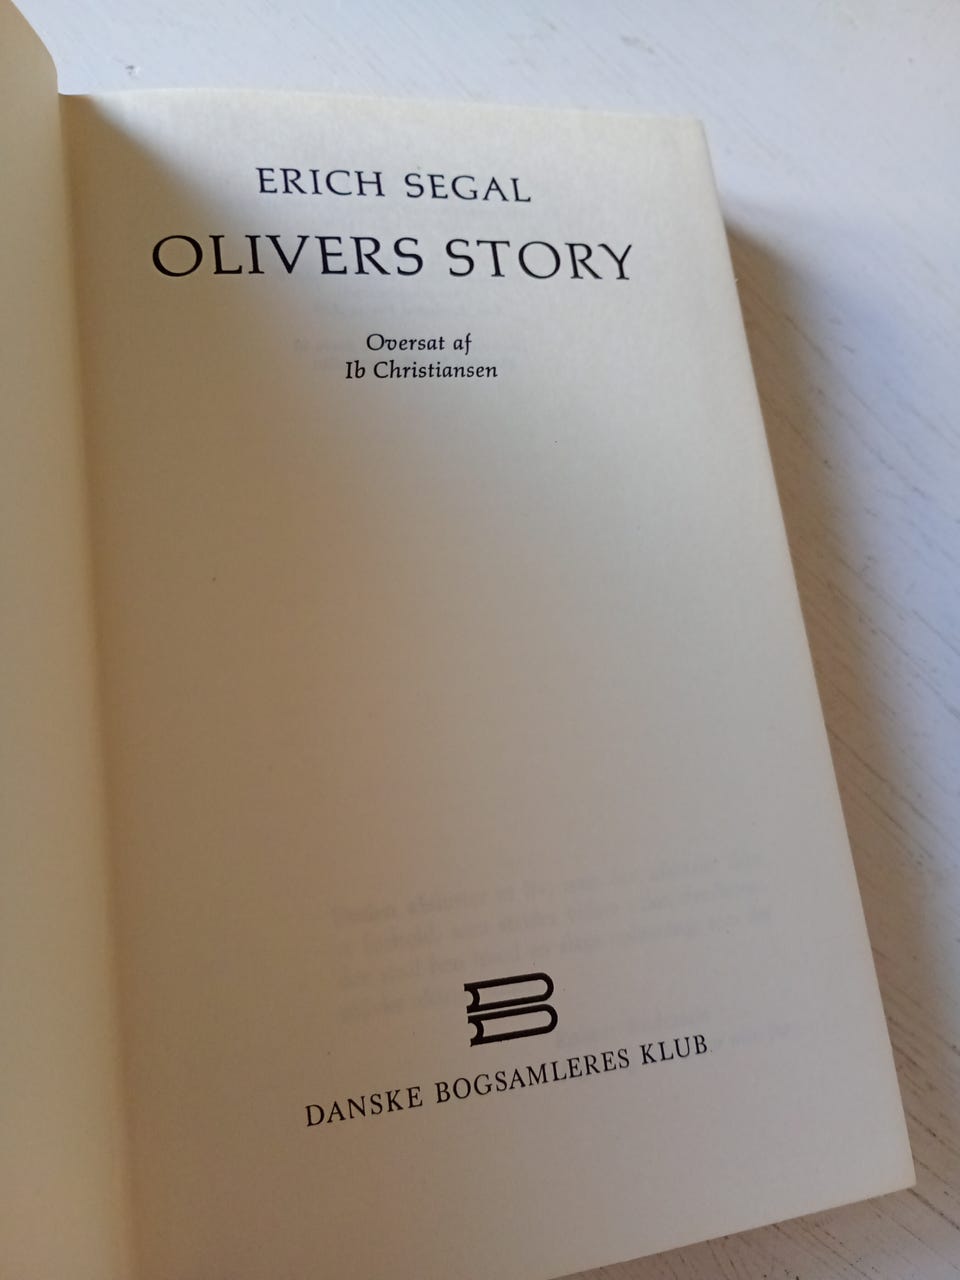 ERICH SEGAL
OLIVERS STORY
Oversat af
Ib Christiansen
DANSKE BOGSAMLERES KLUB